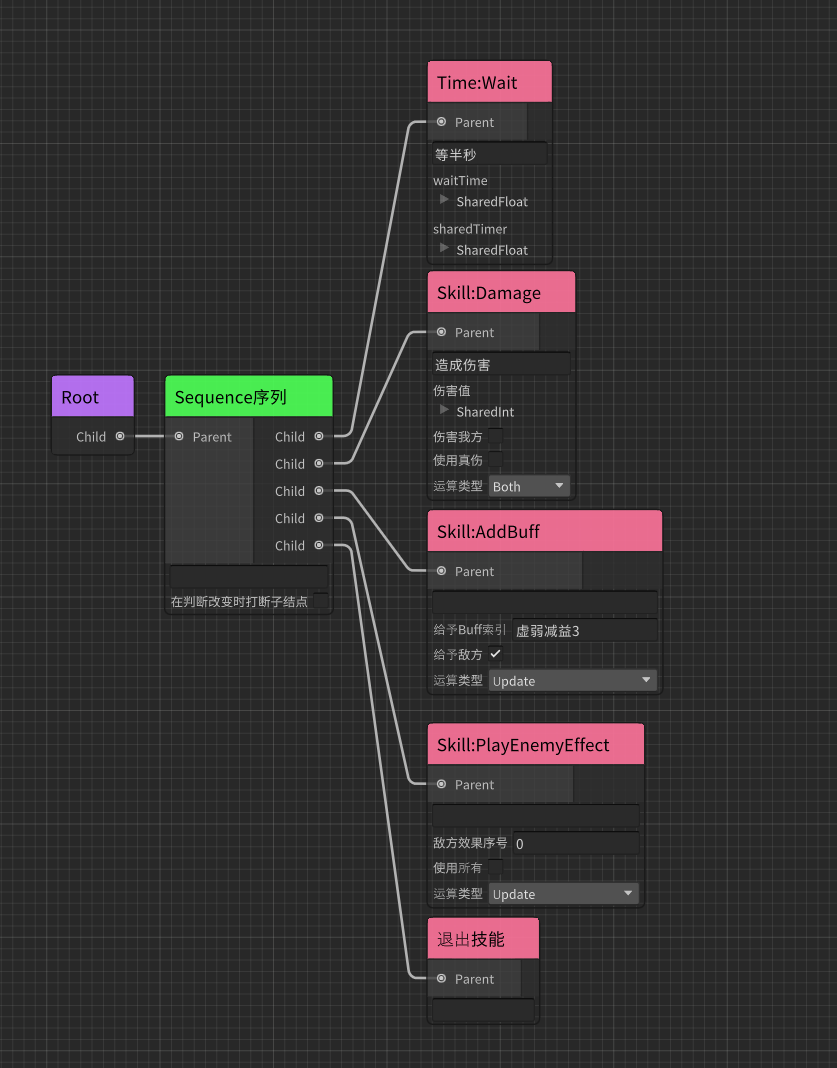 Root
Child
Sequence序列
Parent
Child
Child
Child
Child
Child
在判断改变时打断子结点
Time:Wait
Parent
等半秒
waitTime
SharedFloat
sharedTimer
SharedFloat
Skill:Damage
Parent
造成伤害
伤害值
SharedInt
伤害我方
使用真伤
运算类型 Both
Skill:AddBuff
Parent
给予Buff索引 虚弱减益3
给予敌方
运算类型 Update
Skill:PlayEnemyEffect
Parent
敌方效果序号 0
使用所有
运算类型 Update
退出技能
Parent